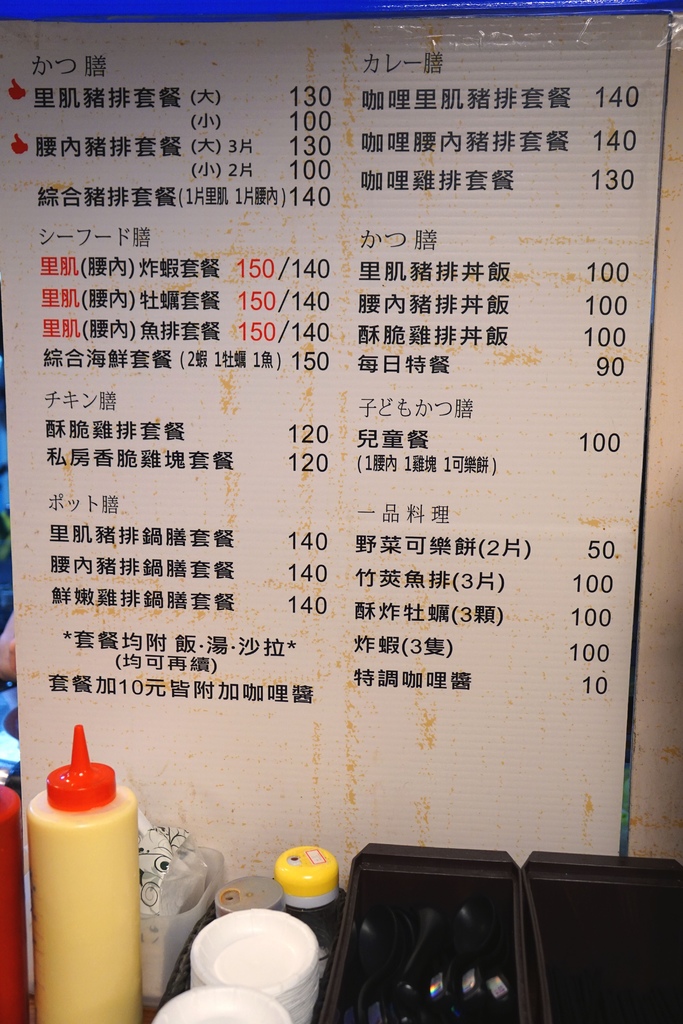 かつ膳
里肌豬排套餐 (大) 130
(小) 100
腰內豬排套餐 (大) 3片 130
(小) 2片 100
綜合豬排套餐(1片里肌 1片腰內) 140
シーフード膳
里肌(腰內)炸蝦套餐 150/140
里肌(腰內)牡蠣套餐 150/140
里肌(腰內)魚排套餐 150/140
綜合海鮮套餐 (2蝦 1牡蠣 1魚) 150
チキン膳
酥脆雞排套餐 120
私房香脆雞塊套餐 120
ポット膳
里肌豬排鍋膳套餐 140
腰內豬排鍋膳套餐 140
鮮嫩雞排鍋膳套餐 140
*套餐均附 飯·湯·沙拉*
(均可再續)
套餐加10元皆附加咖哩醬
カレー膳
咖哩里肌豬排套餐 140
咖哩腰內豬排套餐 140
咖哩雞排套餐 130
かつ膳
里肌豬排丼飯 100
腰內豬排丼飯 100
酥脆雞排丼飯 100
每日特餐 90
子どもかつ膳
兒童餐 100
(1腰內 1雞塊 1可樂餅)
一品料理
野菜可樂餅(2片) 50
竹莢魚排(3片) 100
酥炸牡蠣(3顆) 100
炸蝦(3隻) 100
特調咖哩醬 10